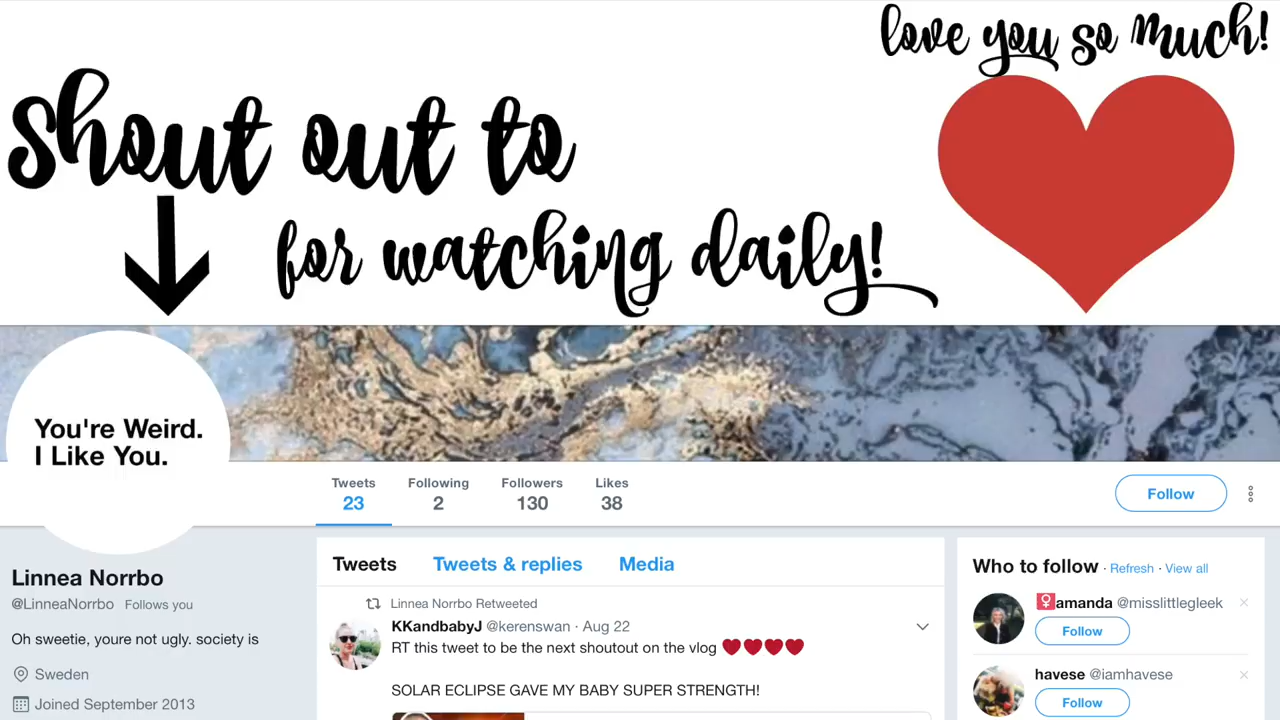 love you so much!
shout out to
for watching daily!
You're Weird.
I Like You.
Tweets Following Followers Likes
23 2 130 38
Follow
Linnea Norrbo
@LinneaNorrbo Follows you
Oh sweetie, youre not ugly. society is
Sweden
Joined September 2013
Tweets Tweets & replies Media
Linnea Norrbo Retweeted
KKandbabyJ @kerenswan · Aug 22
RT this tweet to be the next shoutout on the vlog
SOLAR ECLIPSE GAVE MY BABY SUPER STRENGTH!
Who to follow · Refresh · View all
amanda @misslittlegleek
Follow
havese @iamhavese
Follow